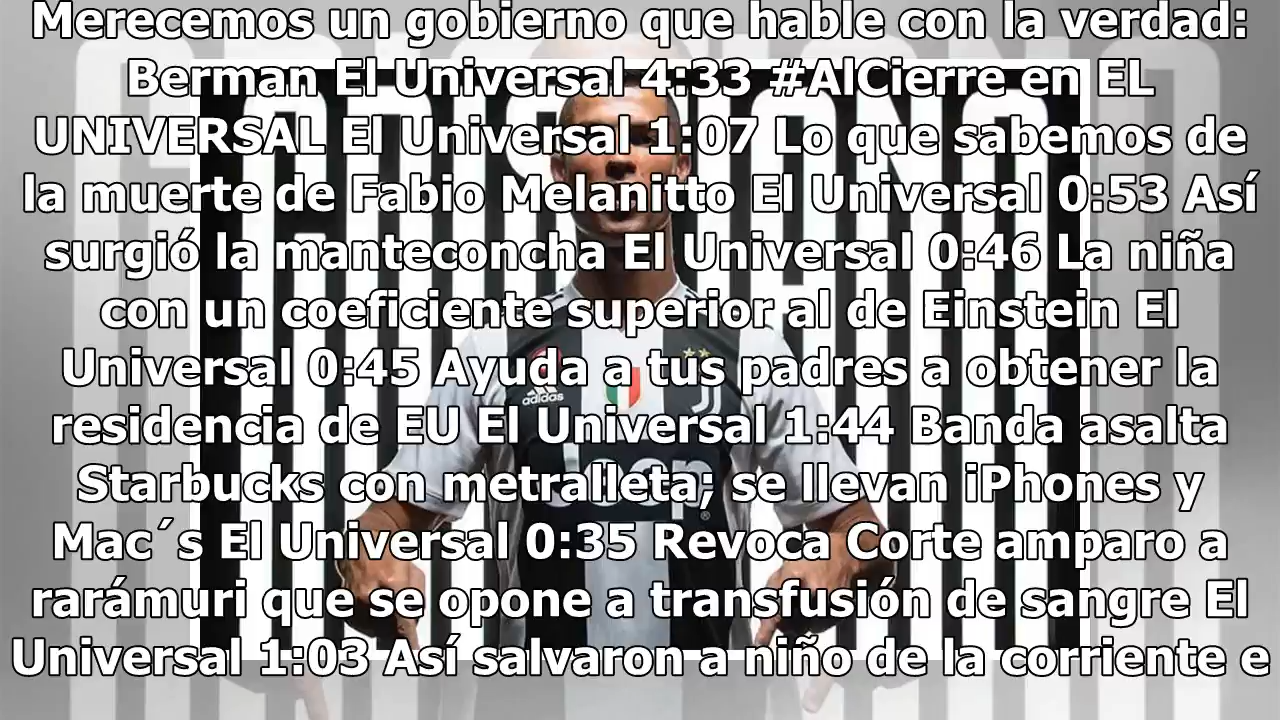 Merecemos un gobierno que hable con la verdad:
Berman El Universal 4:33 #AlCierre en EL
UNIVERSAL El Universal 1:07 Lo que sabemos de
la muerte de Fabio Melanitto El Universal 0:53 Así
surgió la manteconcha El Universal 0:46 La niña
con un coeficiente superior al de Einstein El
Universal 0:45 Ayuda a tus padres a obtener la
residencia de EU El Universal 1:44 Banda asalta
Starbucks con metralleta; se llevan iPhones y
Mac´s El Universal 0:35 Revoca Corte amparo a
rarámuri que se opone a transfusión de sangre El
Universal 1:03 Así salvaron a niño de la corriente e
adidas
Jeep